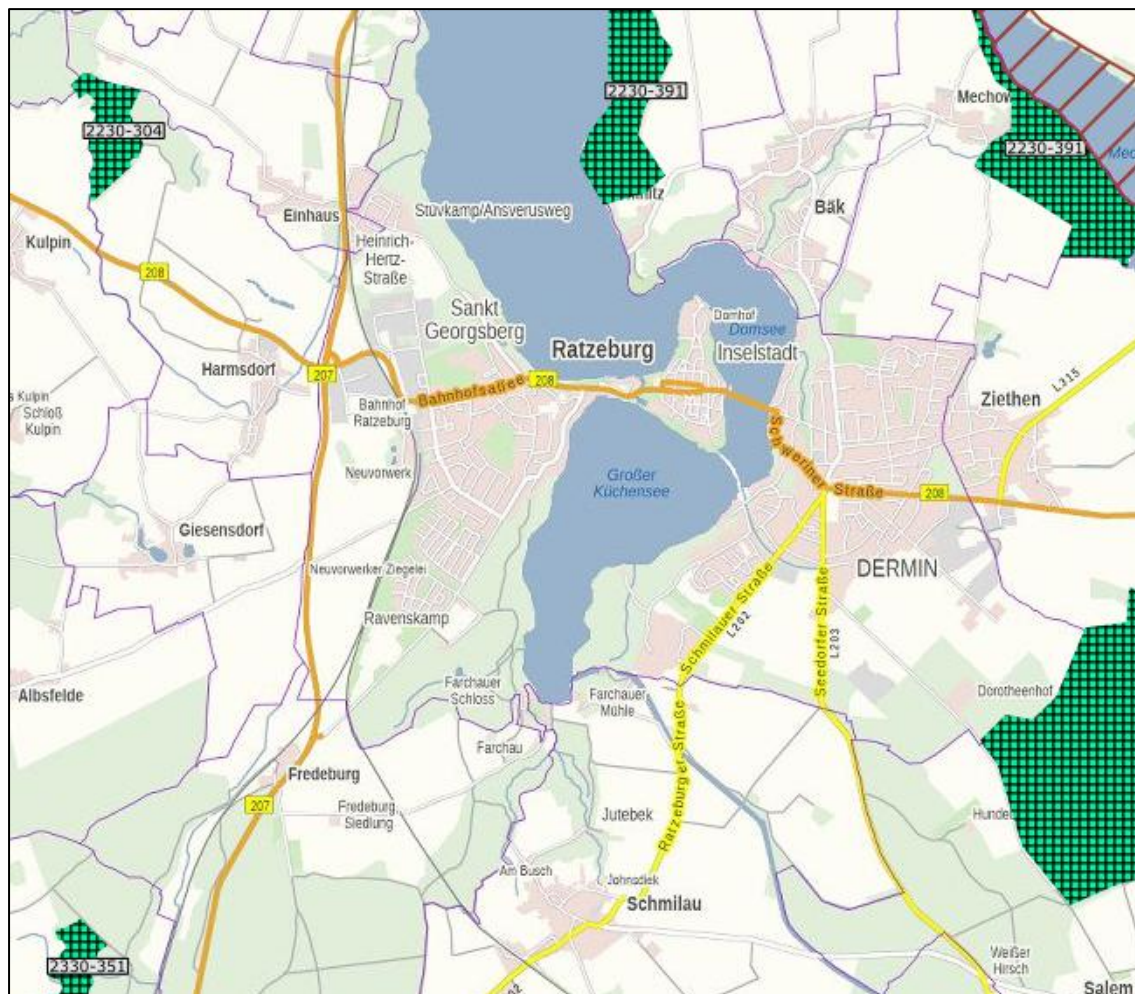 2230-391
Mechow
2230-304
2230-391
Bäk
Einhaus
Stüvkamp/Ansverusweg
Kulpin
208
Heinrich-
Hertz-
Straße
Sankt
Georgsberg
Domhof
Domsee
Ratzeburg
Inselstadt
Harmsdorf
207
Bahnhofsallee
208
L315
Ziethen
Schloß
Kulpin
Bahnhof
Ratzeburg
Neuvorwerk
Großer
Küchensee
Schweriner Straße
208
Giesensdorf
Neuvorwerker Ziegelei
DERMIN
Ravenskamp
Schmilauer Straße
L202
Seedorfer Straße
L203
Albsfelde
Farchauer
Schloss
Farchauer
Mühle
Dorotheenhof
Farchau
Ratzeburger Straße
Fredeburg
207
Fredeburg
Siedlung
Jutebek
Am Busch
Johnsdiek
Schmilau
Weißer
Hirsch
2330-351
Salem